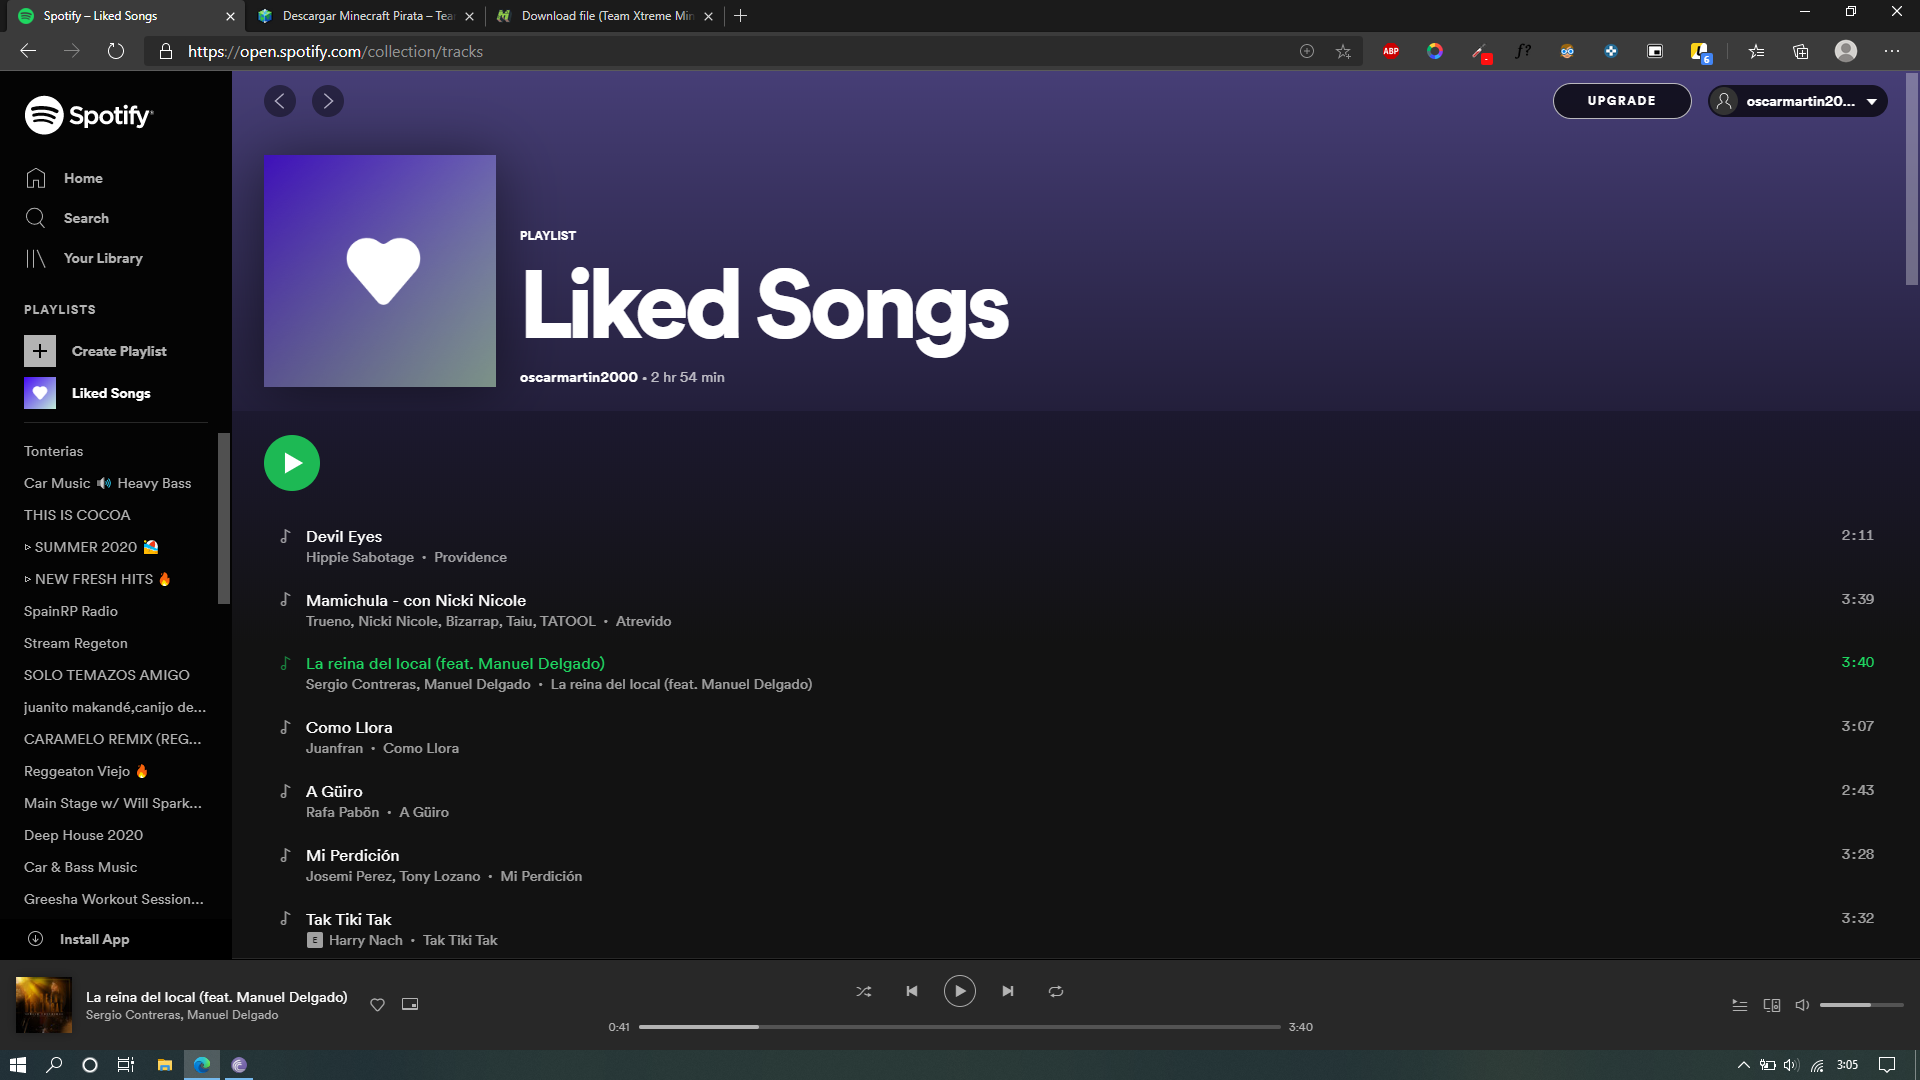 Spotify – Liked Songs
Descargar Minecraft Pirata – Tea
Download file (Team Xtreme Min
https://open.spotify.com/collection/tracks
ABP
f?
6
Spotify
Home
Search
Your Library
PLAYLISTS
Create Playlist
Liked Songs
Tonterias
Car Music 🔊 Heavy Bass
THIS IS COCOA
▹ SUMMER 2020 🏖
▹ NEW FRESH HITS 🔥
SpainRP Radio
Stream Regeton
SOLO TEMAZOS AMIGO
juanito makandé,canijo de...
CARAMELO REMIX (REG...
Reggeaton Viejo 🔥
Main Stage w/ Will Spark...
Deep House 2020
Car & Bass Music
Greesha Workout Session...
Install App
UPGRADE
oscarmartin20...
PLAYLIST
Liked Songs
oscarmartin2000 • 2 hr 54 min
Devil Eyes 2:11
Hippie Sabotage • Providence
Mamichula - con Nicki Nicole 3:39
Trueno, Nicki Nicole, Bizarrap, Taiu, TATOOL • Atrevido
La reina del local (feat. Manuel Delgado) 3:40
Sergio Contreras, Manuel Delgado • La reina del local (feat. Manuel Delgado)
Como Llora 3:07
Juanfran • Como Llora
A Güiro 2:43
Rafa Pabön • A Güiro
Mi Perdición 3:28
Josemi Perez, Tony Lozano • Mi Perdición
Tak Tiki Tak 3:32
E Harry Nach • Tak Tiki Tak
La reina del local (feat. Manuel Delgado)
Sergio Contreras, Manuel Delgado
0:41 3:40
3:05